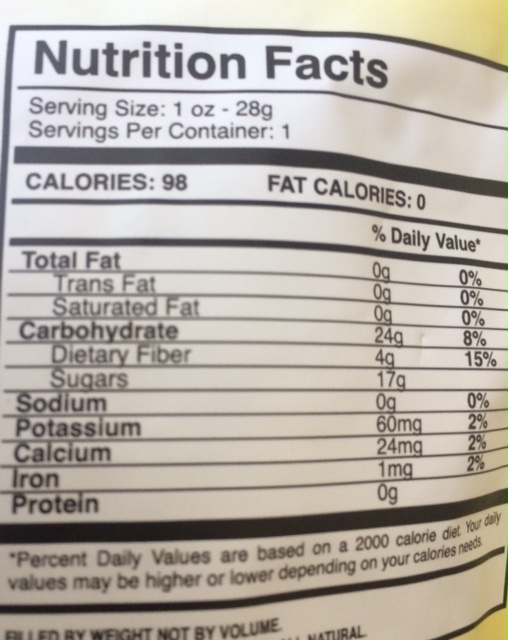 Nutrition Facts
Serving Size: 1 oz - 28g
Servings Per Container: 1
CALORIES: 98 FAT CALORIES: 0
% Daily Value*
Total Fat 0g 0%
Trans Fat 0g 0%
Saturated Fat 0g 0%
Carbohydrate 24g 8%
Dietary Fiber 4g 15%
Sugars 17g
Sodium 0g 0%
Potassium 60mg 2%
Calcium 24mg 2%
Iron 1mg 2%
Protein 0g
*Percent Daily Values are based on a 2000 calorie diet. Your daily
values may be higher or lower depending on your calories needs.
FILLED BY WEIGHT NOT BY VOLUME.
NATURAL